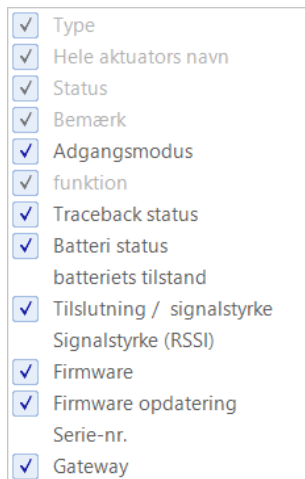 Type
Hele aktuators navn
Status
Bemærk
Adgangsmodus
funktion
Traceback status
Batteri status
batteriets tilstand
Tilslutning / signalstyrke
Signalstyrke (RSSI)
Firmware
Firmware opdatering
Serie-nr.
Gateway